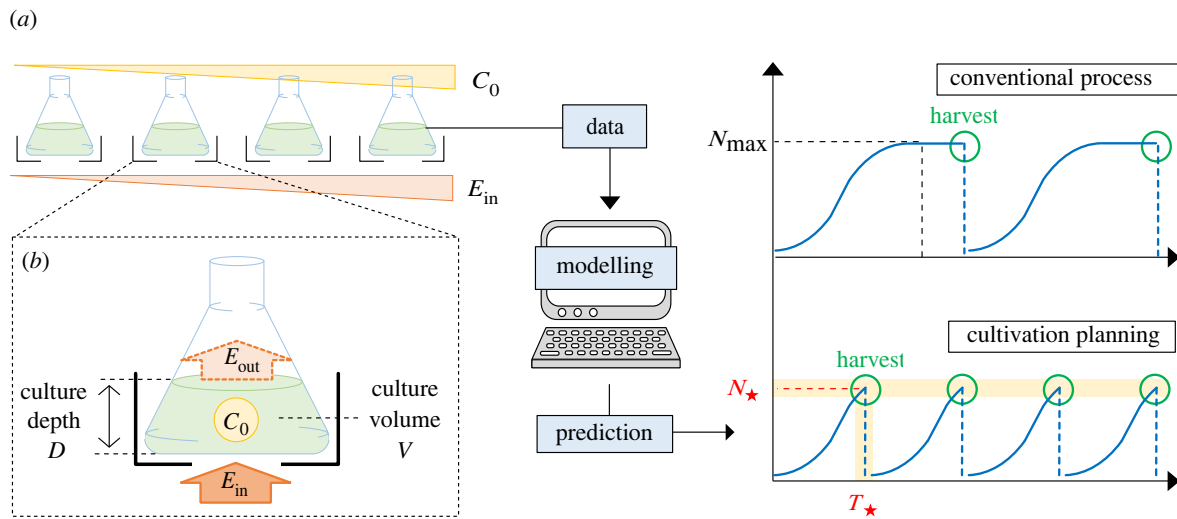 (a)
C0
Ein
data
modelling
prediction
(b)
Eout
culture
depth
D
C0
culture
volume
V
Ein
conventional process
harvest
Nmax
cultivation planning
harvest
N★
T★